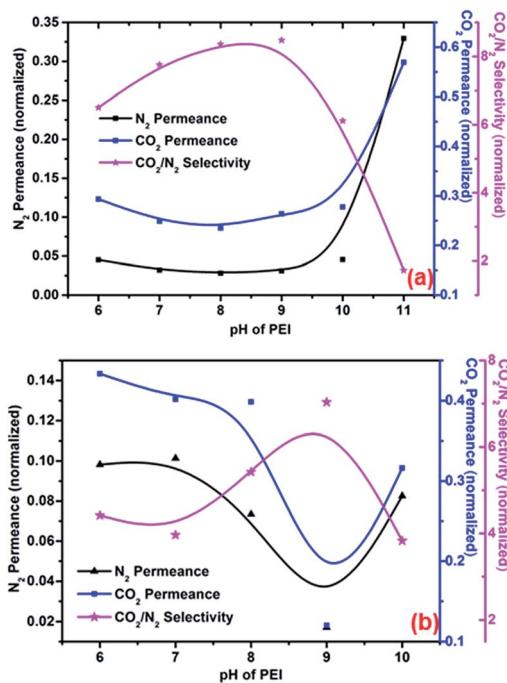 0.35
0.30
0.25
0.20
0.15
0.10
0.05
0.00
N2 Permeance (normalized)
N2 Permeance
CO2 Permeance
CO2/N2 Selectivity
6 7 8 9 10 11
pH of PEI
0.6
0.5
0.4
0.3
0.2
0.1
CO2 Permeance (normalized)
8
6
4
2
CO2/N2 Selectivity (normalized)
(a)
0.14
0.12
0.10
0.08
0.06
0.04
0.02
N2 Permeance (normalized)
N2 Permeance
CO2 Permeance
CO2/N2 Selectivity
6 7 8 9 10
pH of PEI
0.4
0.3
0.2
0.1
CO2 Permeance (normalized)
8
6
4
2
CO2/N2 Selectivity (normalized)
(b)